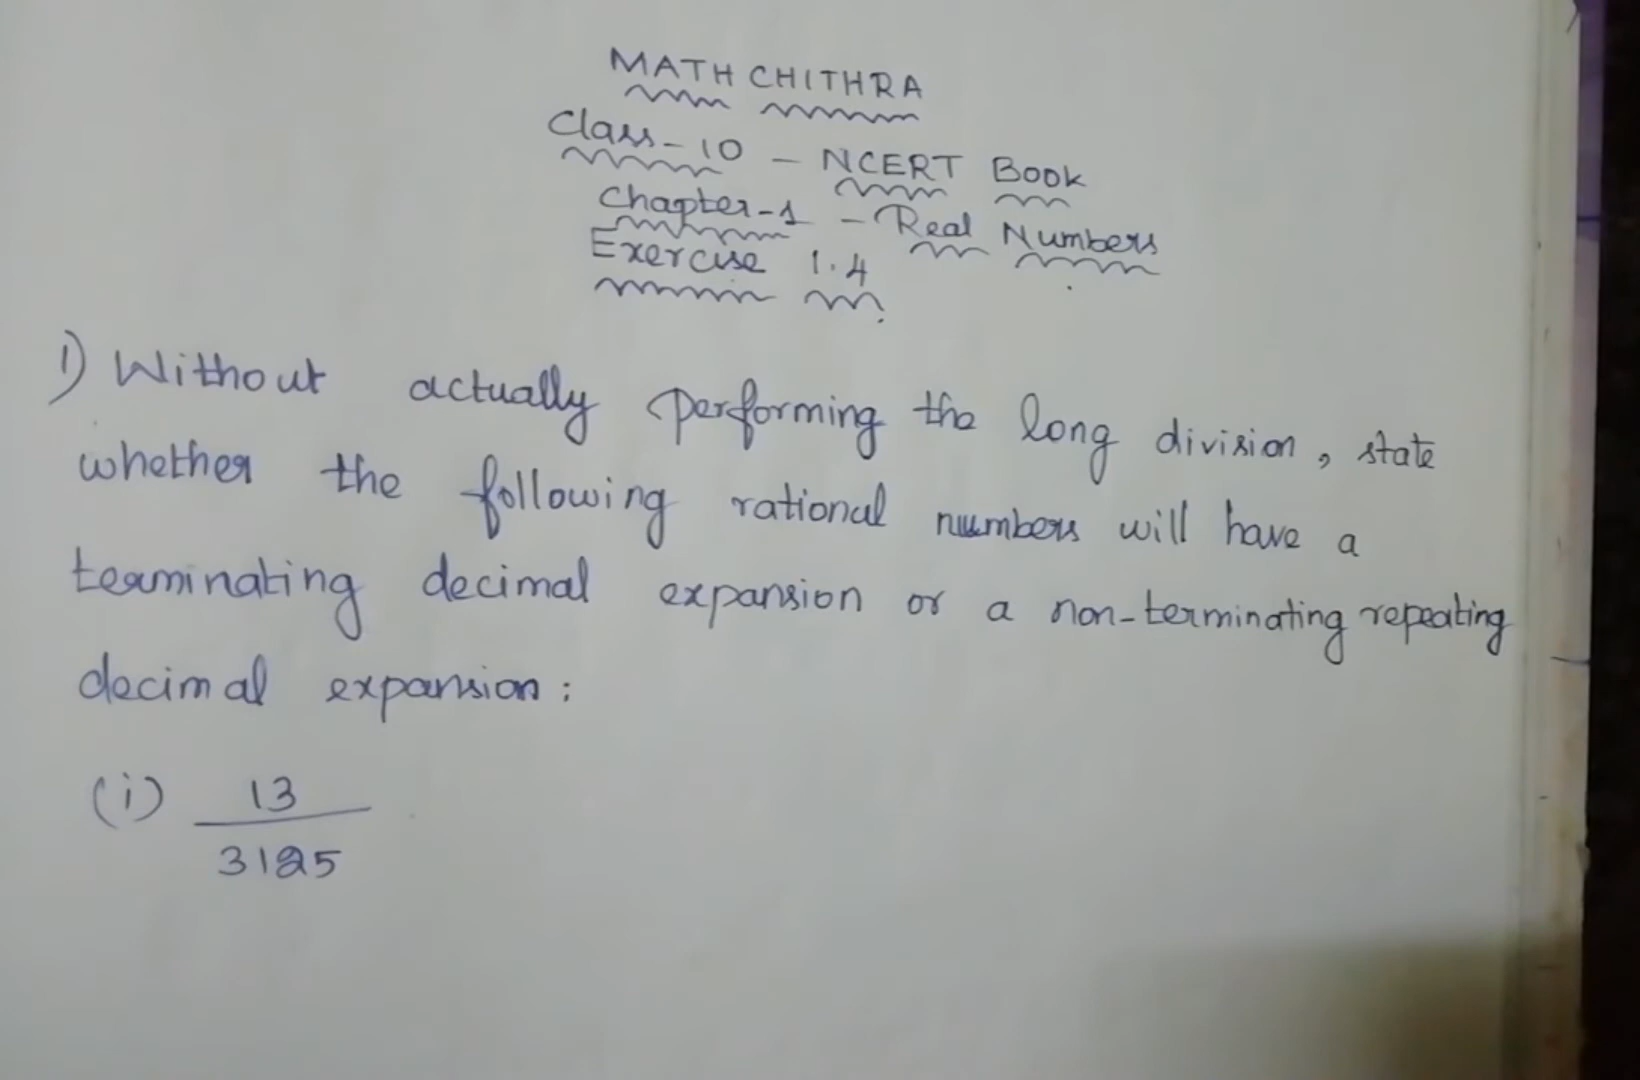 MATH CHITHRA
Class-10 - NCERT Book
Chapter-1 - Real Numbers
Exercise 1.4
1) Without actually performing the long division, state
whether the following rational numbers will have a
terminating decimal expansion or a non-terminating repeating
decimal expansion:
(i) 13
3125